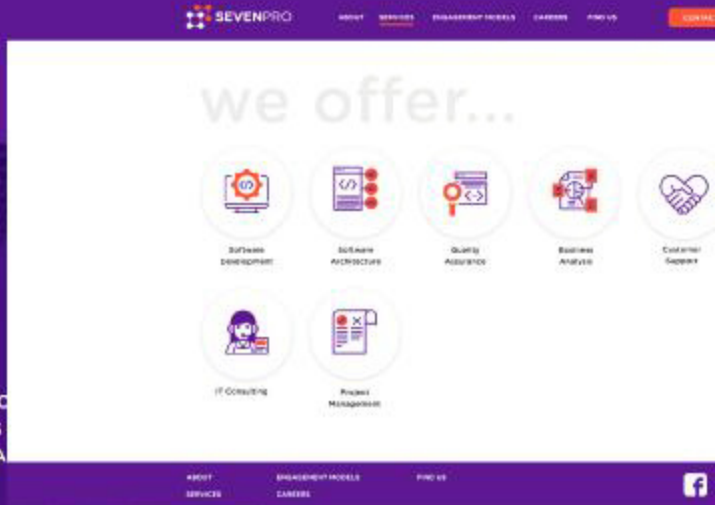 SEVENPRO
ABOUT SERVICES ENGAGEMENT MODELS CAREERS FIND US
we offer...
Software Development
Software Architecture
Quality Assurance
Business Analysis
Customer Support
IT Consulting
Project Management
ABOUT ENGAGEMENT MODELS FIND US
SERVICES CAREERS